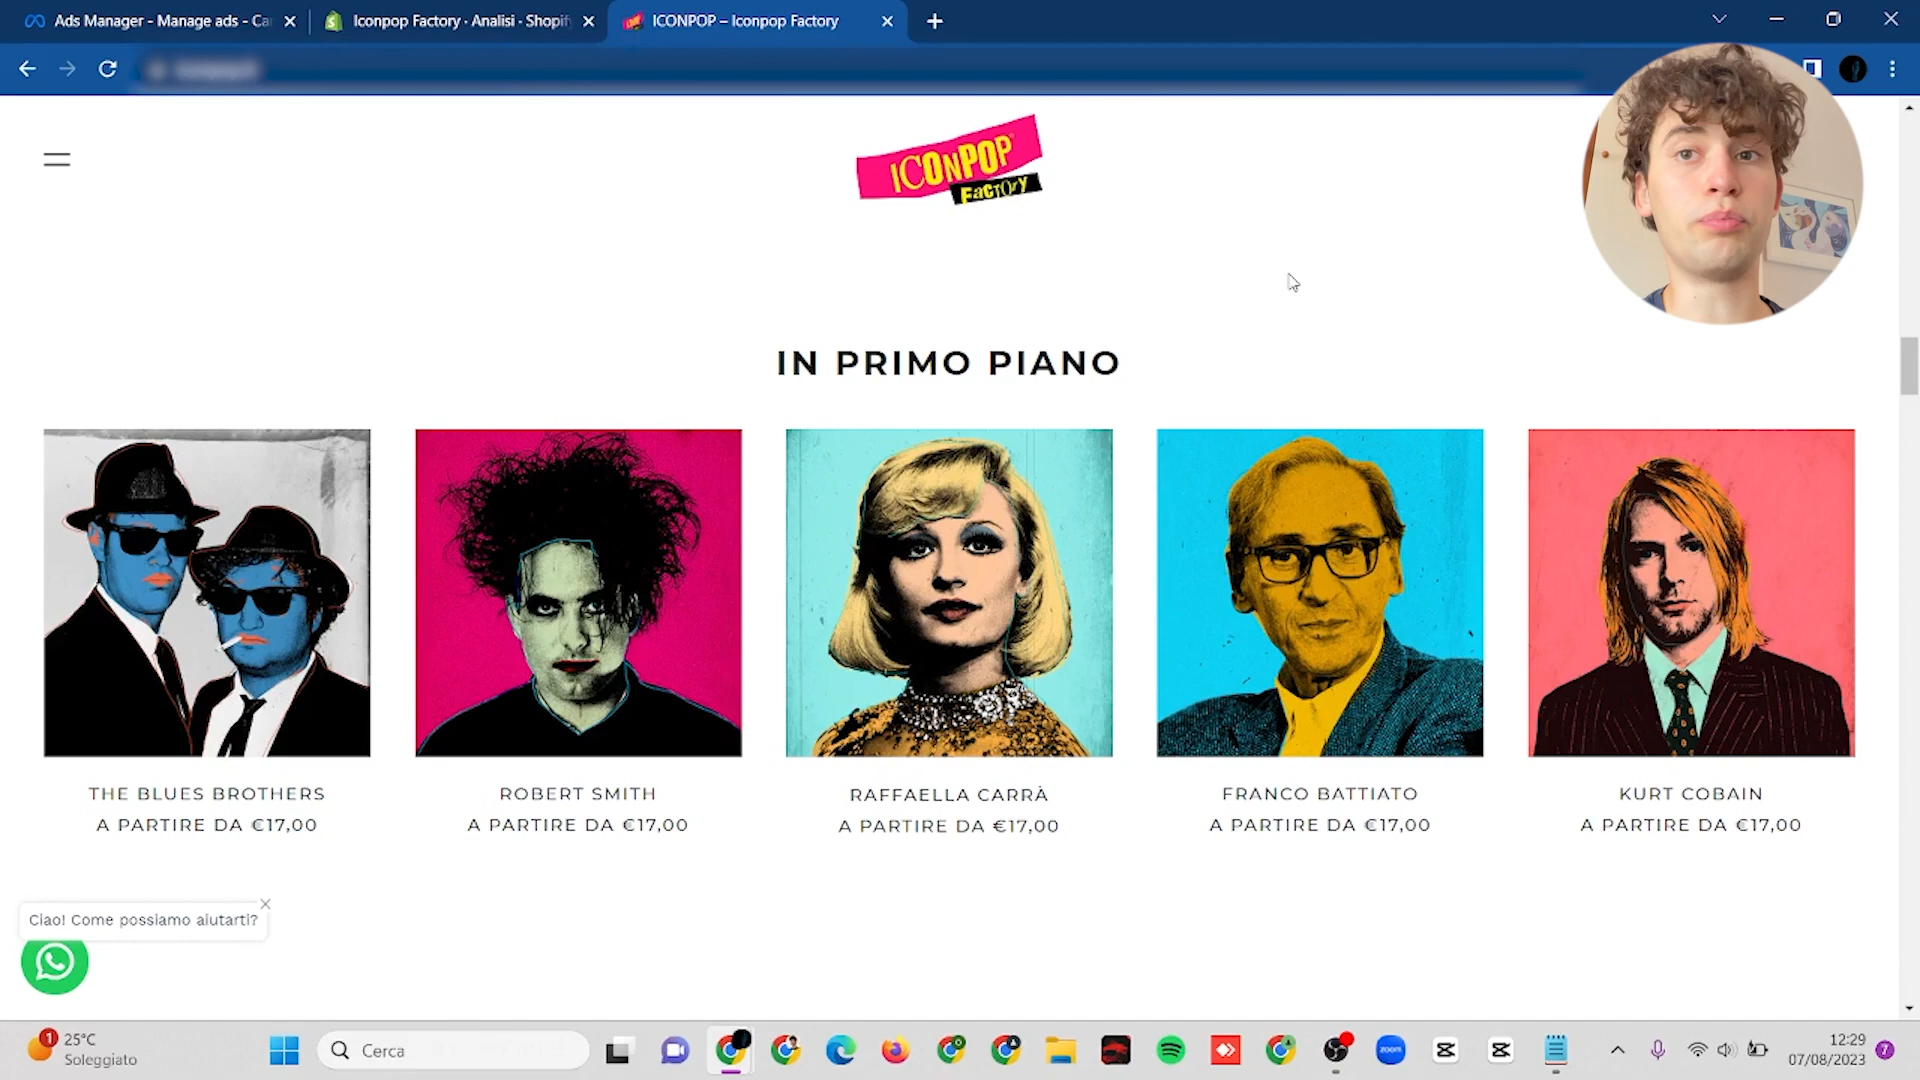 Ads Manager - Manage ads - Ca
Iconpop Factory · Analisi · Shopif
ICONPOP – Iconpop Factory
ICONPOP
Factory
IN PRIMO PIANO
THE BLUES BROTHERS
A PARTIRE DA €17,00
ROBERT SMITH
A PARTIRE DA €17,00
RAFFAELLA CARRÀ
A PARTIRE DA €17,00
FRANCO BATTIATO
A PARTIRE DA €17,00
KURT COBAIN
A PARTIRE DA €17,00
Ciao! Come possiamo aiutarti?
1
25°C
Soleggiato
Cerca
zoom
12:29
07/08/2023
7